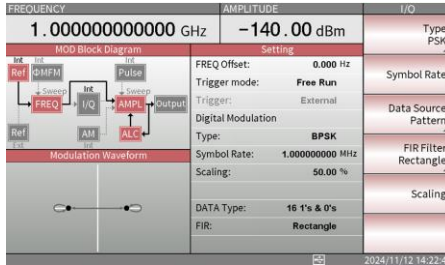 FREQUENCY
AMPLITUDE
I/Q
1.000000000000 GHz
-140.00 dBm
MOD Block Diagram
Int
Int
Int
Ref
ΦMFM
Pulse
Sweep
Int
Sweep
FREQ
I/Q
AMPL
Output
Ref
AM
ALC
Ext
Int
Modulation Waveform
Setting
FREQ Offset: 0.000 Hz
Trigger mode: Free Run
Trigger: External
Digital Modulation
Type: BPSK
Symbol Rate: 1.000000000 MHz
Scaling: 50.00 %
DATA Type: 16 1's & 0's
FIR: Rectangle
Type
PSK
Symbol Rate
Data Source
Pattern
FIR Filter
Rectangle
Scaling
2024/11/12 14:22:4